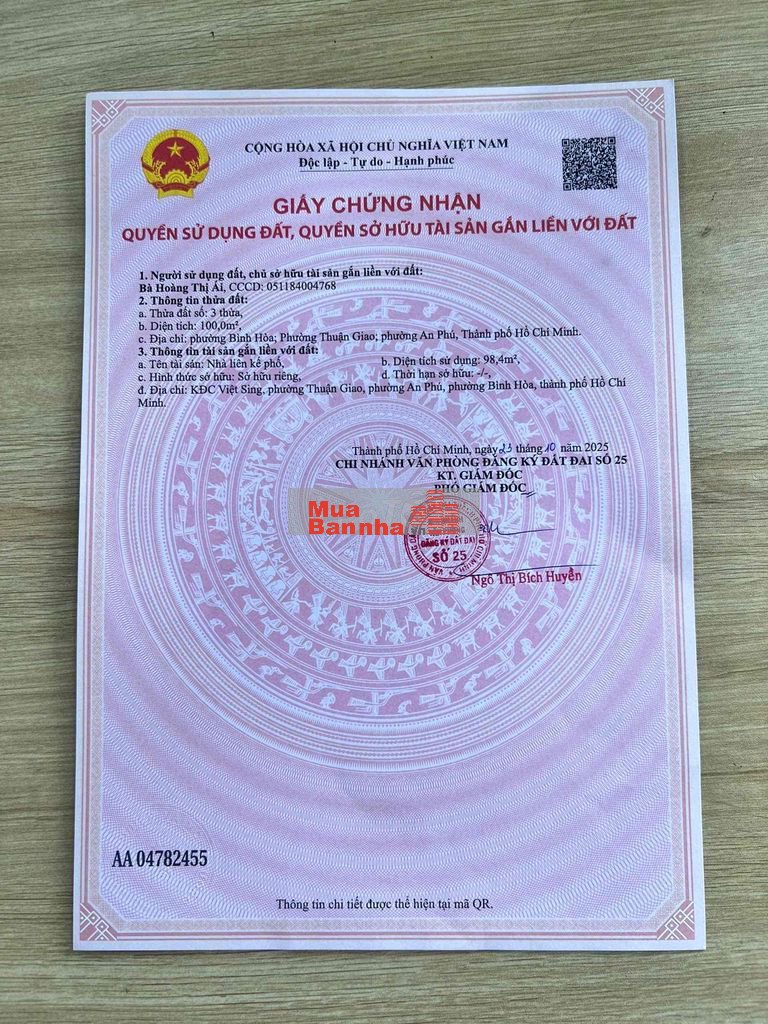 CỘNG HÒA XÃ HỘI CHỦ NGHĨA VIỆT NAM
Độc lập - Tự do - Hạnh phúc
GIẤY CHỨNG NHẬN
QUYỀN SỬ DỤNG ĐẤT, QUYỀN SỞ HỮU TÀI SẢN GẮN LIỀN VỚI ĐẤT
1. Người sử dụng đất, chủ sở hữu tài sản gắn liền với đất:
Bà Hoàng Thị Ái, CCCD: 051184004768
2. Thông tin thửa đất:
a. Thửa đất số: 3 thửa,
b. Diện tích: 100,0m²,
c. Địa chỉ: phường Bình Hòa; Phường Thuận Giao; phường An Phú, Thành phố Hồ Chí Minh.
3. Thông tin tài sản gắn liền với đất:
a. Tên tài sản: Nhà liên kế phố, b. Diện tích sử dụng: 98,4m²,
c. Hình thức sở hữu: Sở hữu riêng, d. Thời hạn sở hữu: -/-,
đ. Địa chỉ: KĐC Việt Sing, phường Thuận Giao, phường An Phú, phường Bình Hòa, thành phố Hồ Chí
Minh.
Thành phố Hồ Chí Minh, ngày 23 tháng 10 năm 2025
CHI NHÁNH VĂN PHÒNG ĐĂNG KÝ ĐẤT ĐAI SỐ 25
KT. GIÁM ĐỐC
PHÓ GIÁM ĐỐC
Mua
Bannha.vn
ĐĂNG KÝ ĐẤT ĐAI
SỐ 25
Ngô Thị Bích Huyền
AA 04782455
Thông tin chi tiết được thể hiện tại mã QR.